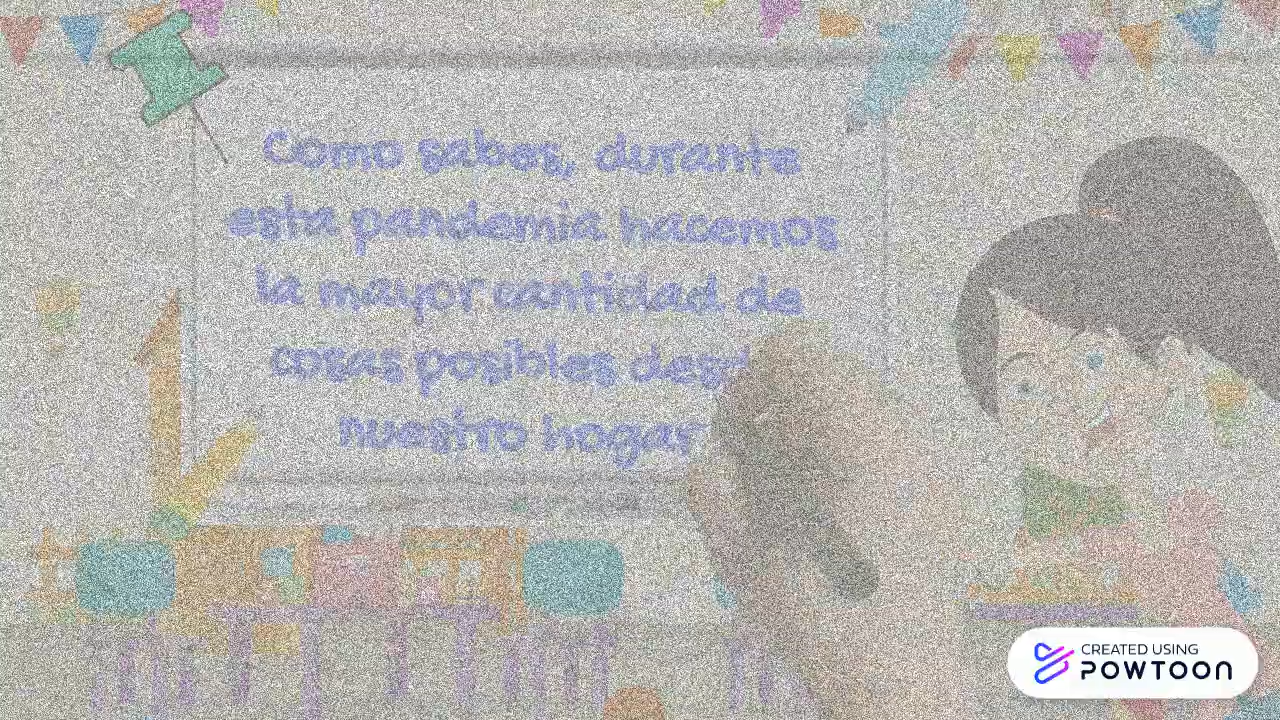 Como sabes, durante
esta pandemia hacemos
la mayor cantidad de
cosas posibles
nuestro hogar
CREATED USING
POWTOON